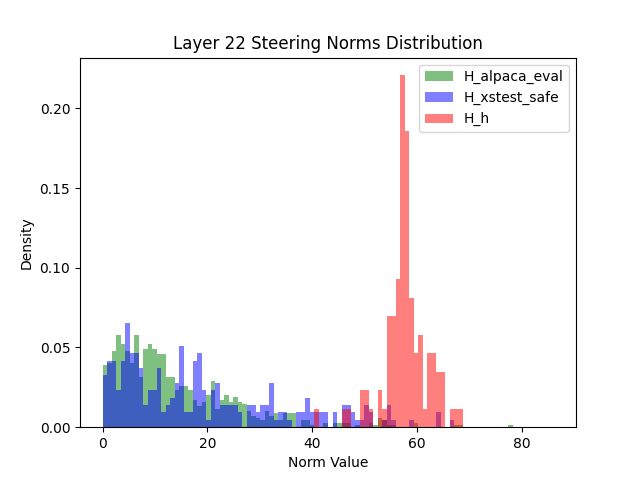 Layer 22 Steering Norms Distribution
H_alpaca_eval
H_xstest_safe
H_h
0.20
0.15
0.10
0.05
0.00
Density
0
20
40
60
80
Norm Value